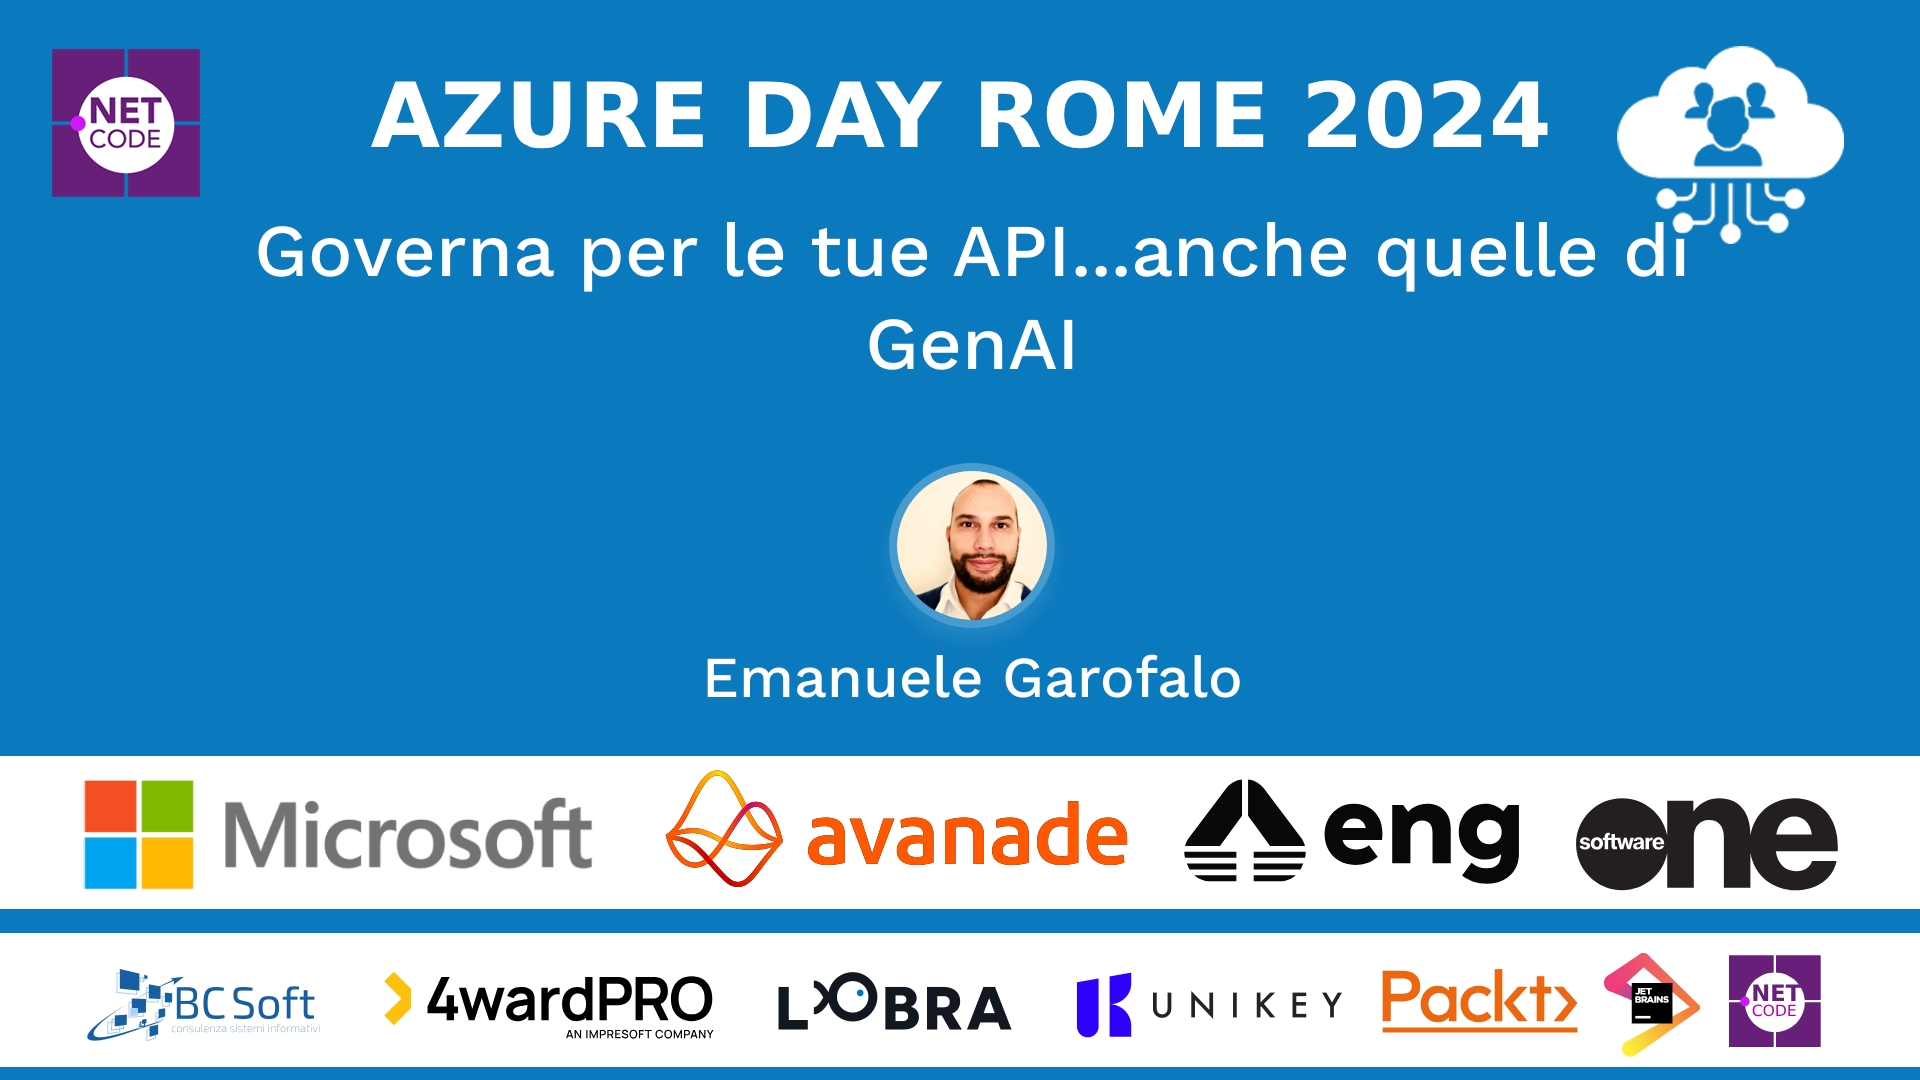 NET
CODE
AZURE DAY ROME 2024
Governa per le tue API...anche quelle di
GenAI
Emanuele Garofalo
Microsoft
avanade
eng
software
one
BC Soft
consulenza sistemi informativi
4wardPRO
AN IMPRESOFT COMPANY
LOBRA
UNIKEY
Packt
JET
BRAINS
NET
CODE